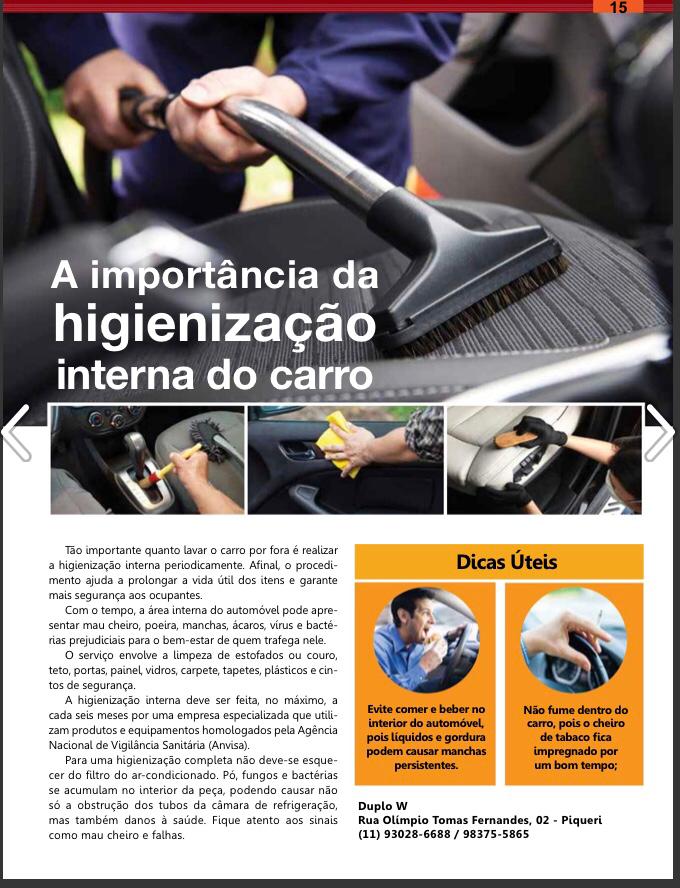 15
A importância da
higienização
interna do carro
Tão importante quanto lavar o carro por fora é realizar
a higienização interna periodicamente. Afinal, o procedi-
mento ajuda a prolongar a vida útil dos itens e garante
mais segurança aos ocupantes.
Com o tempo, a área interna do automóvel pode apre-
sentar mau cheiro, poeira, manchas, ácaros, vírus e bacté-
rias prejudiciais para o bem-estar de quem trafega nele.
O serviço envolve a limpeza de estofados ou couro,
teto, portas, painel, vidros, carpete, tapetes, plásticos e cin-
tos de segurança.
A higienização interna deve ser feita, no máximo, a
cada seis meses por uma empresa especializada que utili-
zam produtos e equipamentos homologados pela Agência
Nacional de Vigilância Sanitária (Anvisa).
Para uma higienização completa não deve-se esque-
cer do filtro do ar-condicionado. Pó, fungos e bactérias
se acumulam no interior da peça, podendo causar não
só a obstrução dos tubos da câmara de refrigeração,
mas também danos à saúde. Fique atento aos sinais
como mau cheiro e falhas.
Dicas Úteis
Evite comer e beber no
interior do automóvel,
pois líquidos e gordura
podem causar manchas
persistentes.
Não fume dentro do
carro, pois o cheiro
de tabaco fica
impregnado por
um bom tempo;
Duplo W
Rua Olímpio Tomas Fernandes, 02 - Piqueri
(11) 93028-6688 / 98375-5865